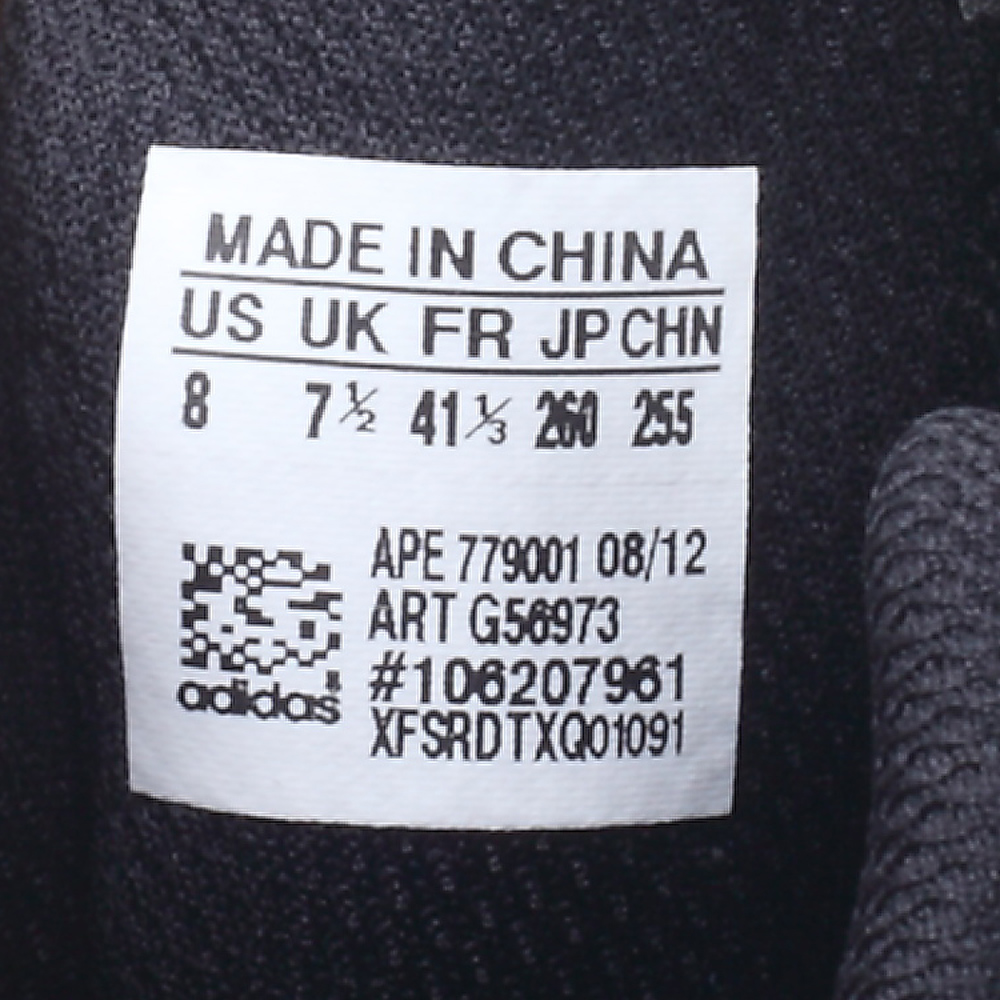 MADE IN CHINA
US UK FR JP CHN
8 7½ 41⅓ 260 255
APE 779001 08/12
ART G56973
#106207961
XFSRDTXQ01091
adidas